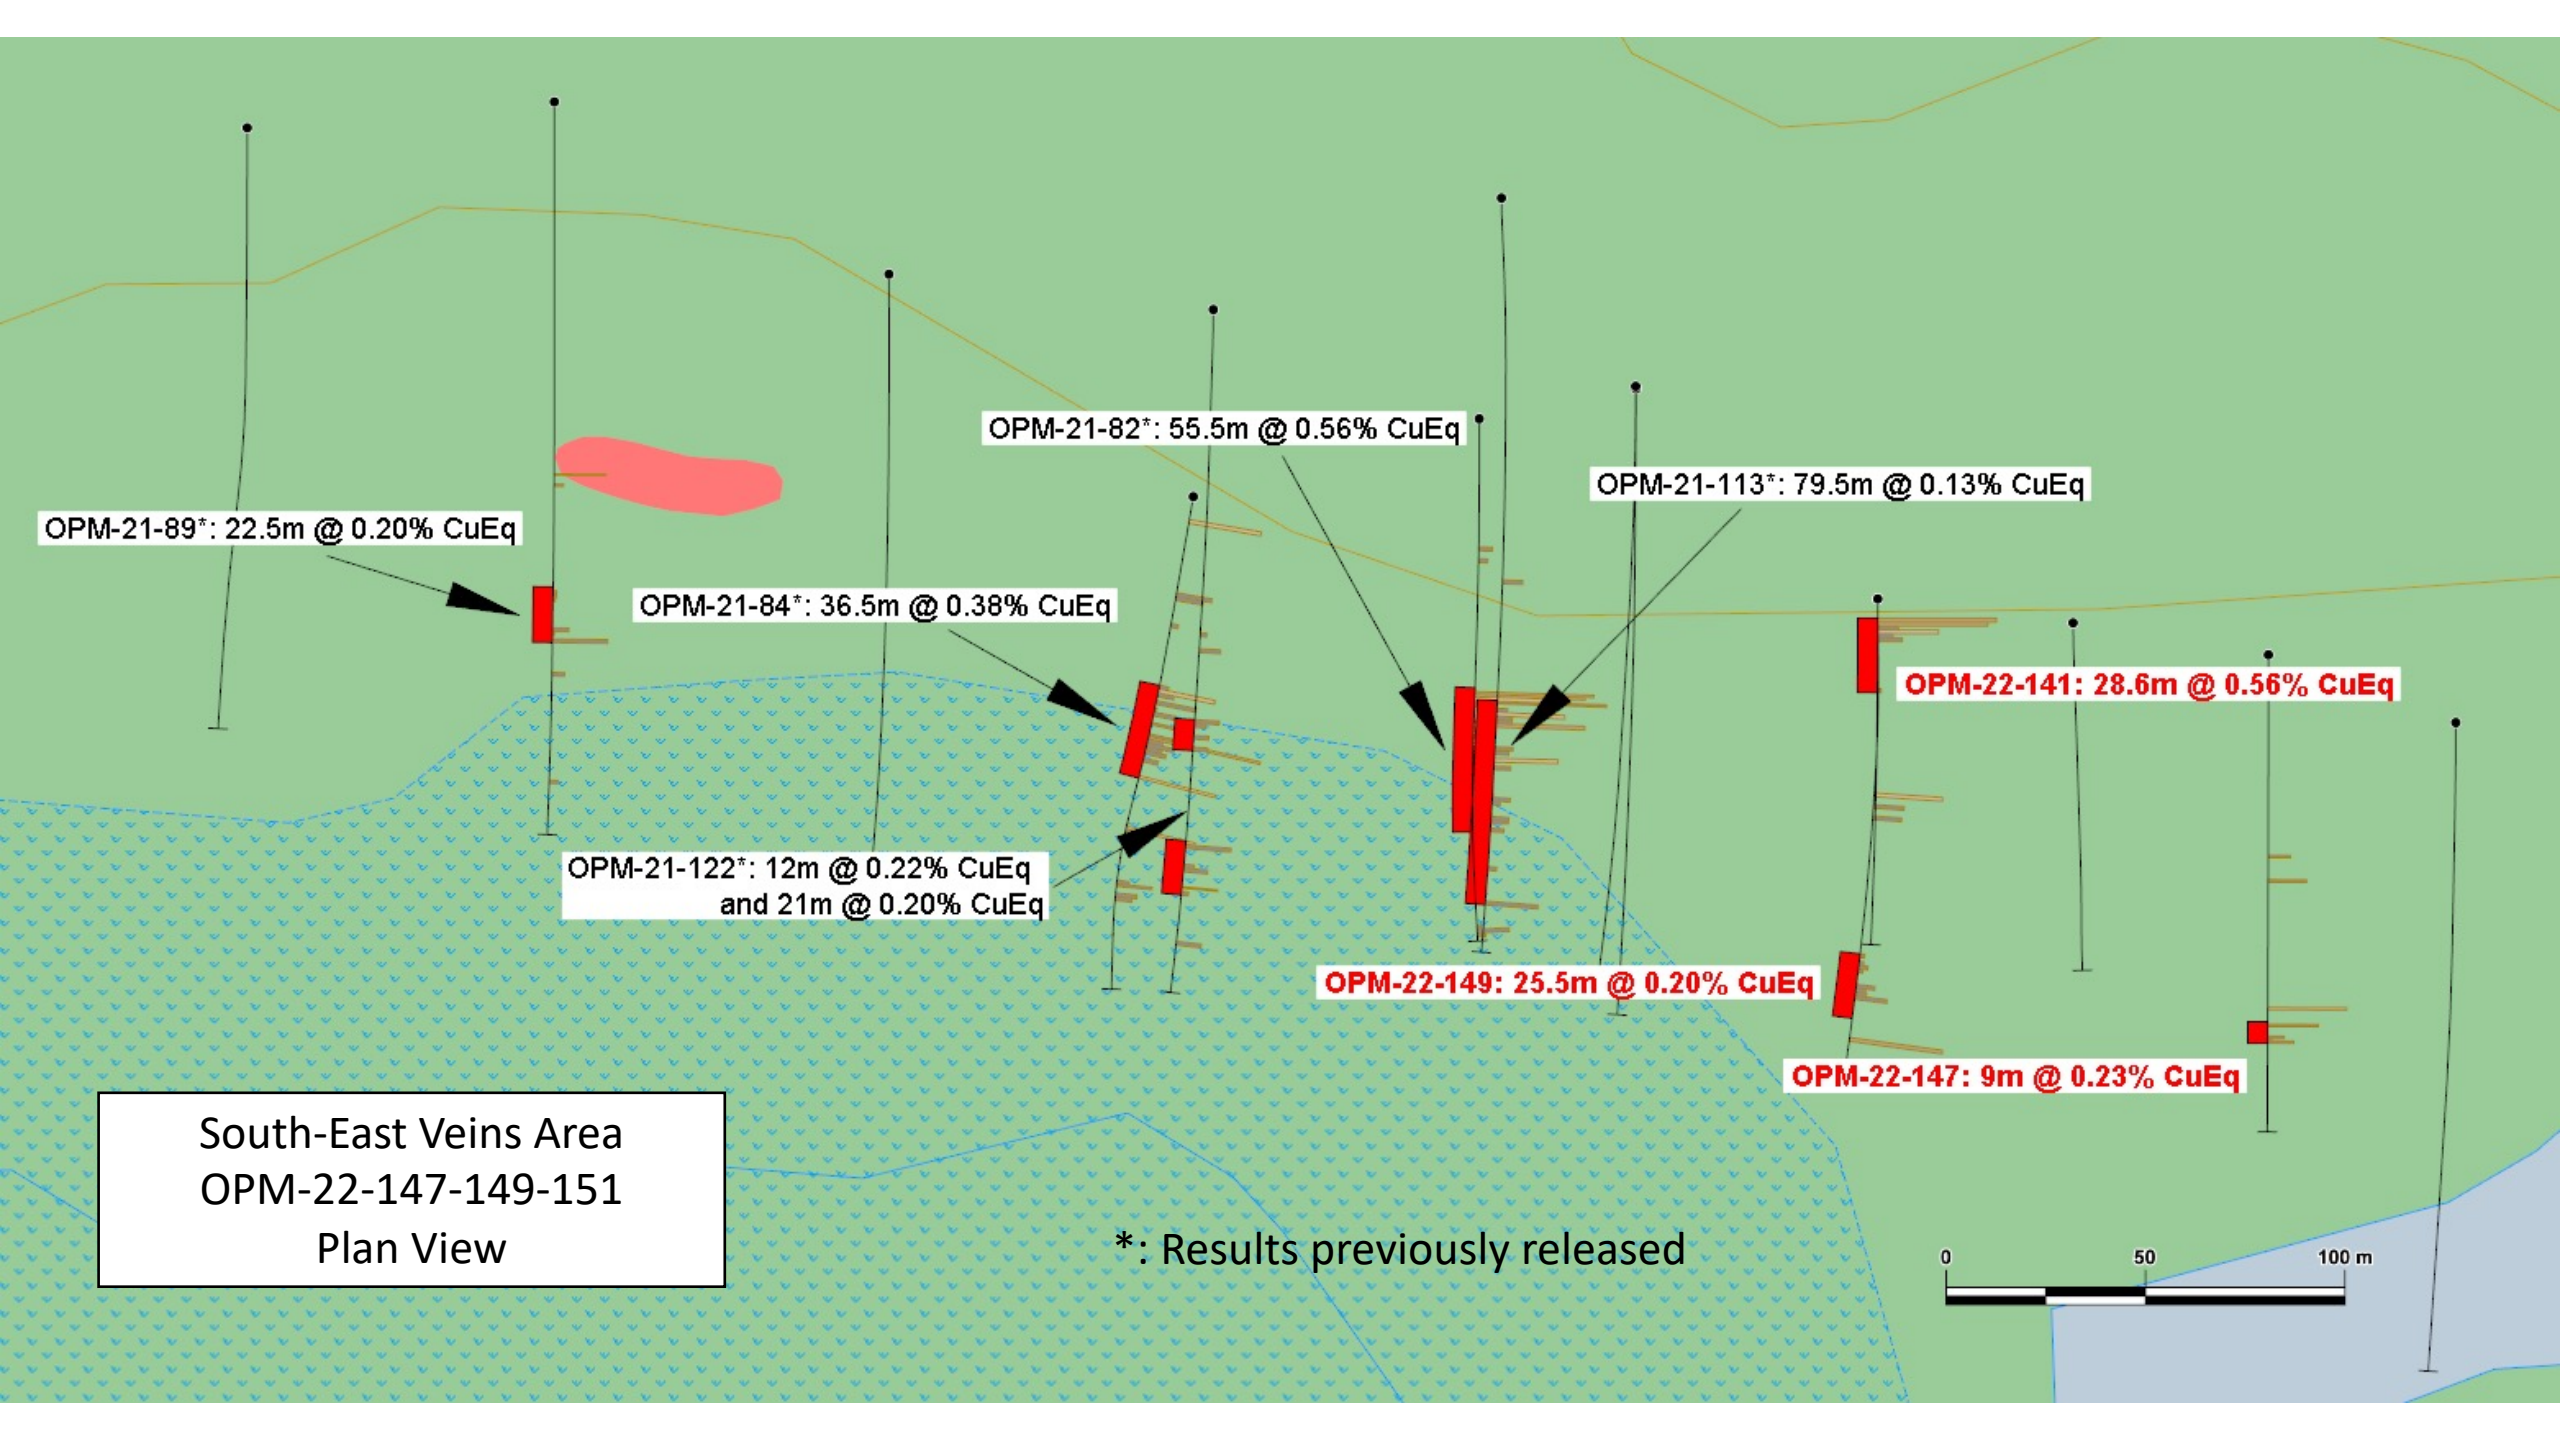 OPM-21-82*: 55.5m @ 0.56% CuEq
OPM-21-113*: 79.5m @ 0.13% CuEq
OPM-21-89*: 22.5m @ 0.20% CuEq
OPM-21-84*: 36.5m @ 0.38% CuEq
OPM-22-141: 28.6m @ 0.56% CuEq
OPM-21-122*: 12m @ 0.22% CuEq
and 21m @ 0.20% CuEq
OPM-22-149: 25.5m @ 0.20% CuEq
OPM-22-147: 9m @ 0.23% CuEq
South-East Veins Area
OPM-22-147-149-151
Plan View
*: Results previously released
0 50 100 m